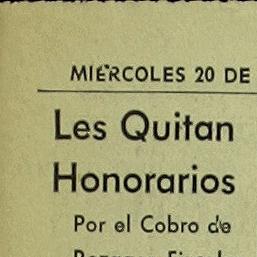 MIERCOLES 20 DE
Les Quitan
Honorarios
Por el Cobro de